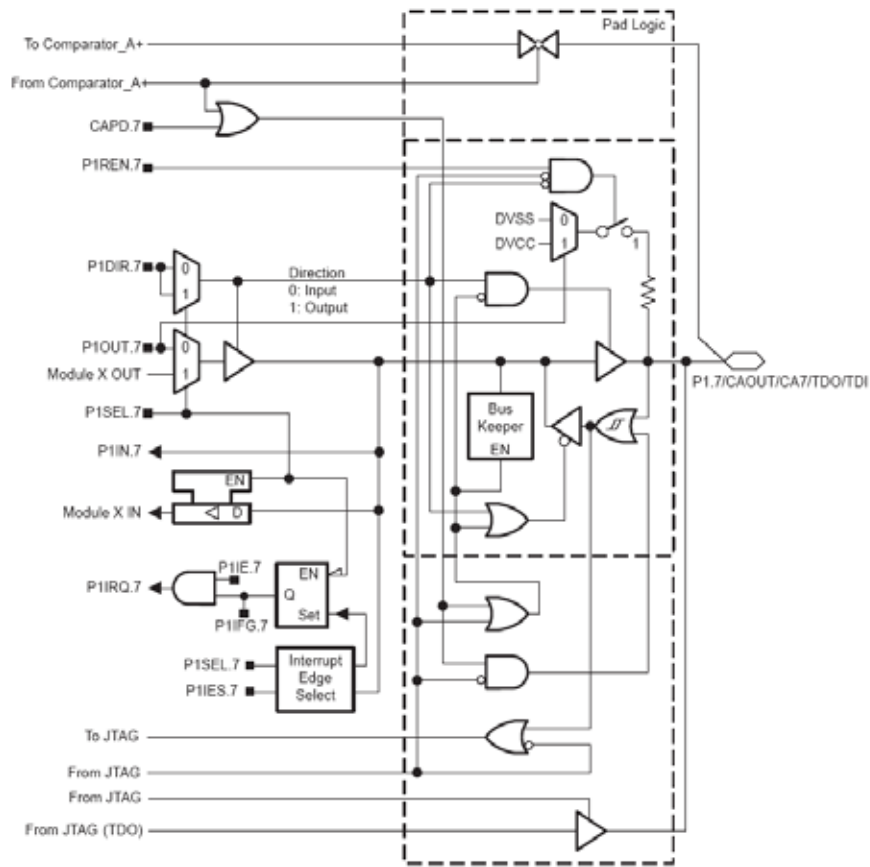 Pad Logic
To Comparator_A+
From Comparator_A+
CAPD.7
P1REN.7
DVSS 0
DVCC 1
1
P1DIR.7 0
1
Direction
0: Input
1: Output
P1OUT.7 0
Module X OUT 1
P1.7/CAOUT/CA7/TDO/TDI
P1SEL.7
Bus
Keeper
EN
P1IN.7
EN
Module X IN D
P1IE.7
P1IRQ.7
EN
Q
Set
P1IFG.7
P1SEL.7
P1IES.7
Interrupt
Edge
Select
To JTAG
From JTAG
From JTAG
From JTAG (TDO)